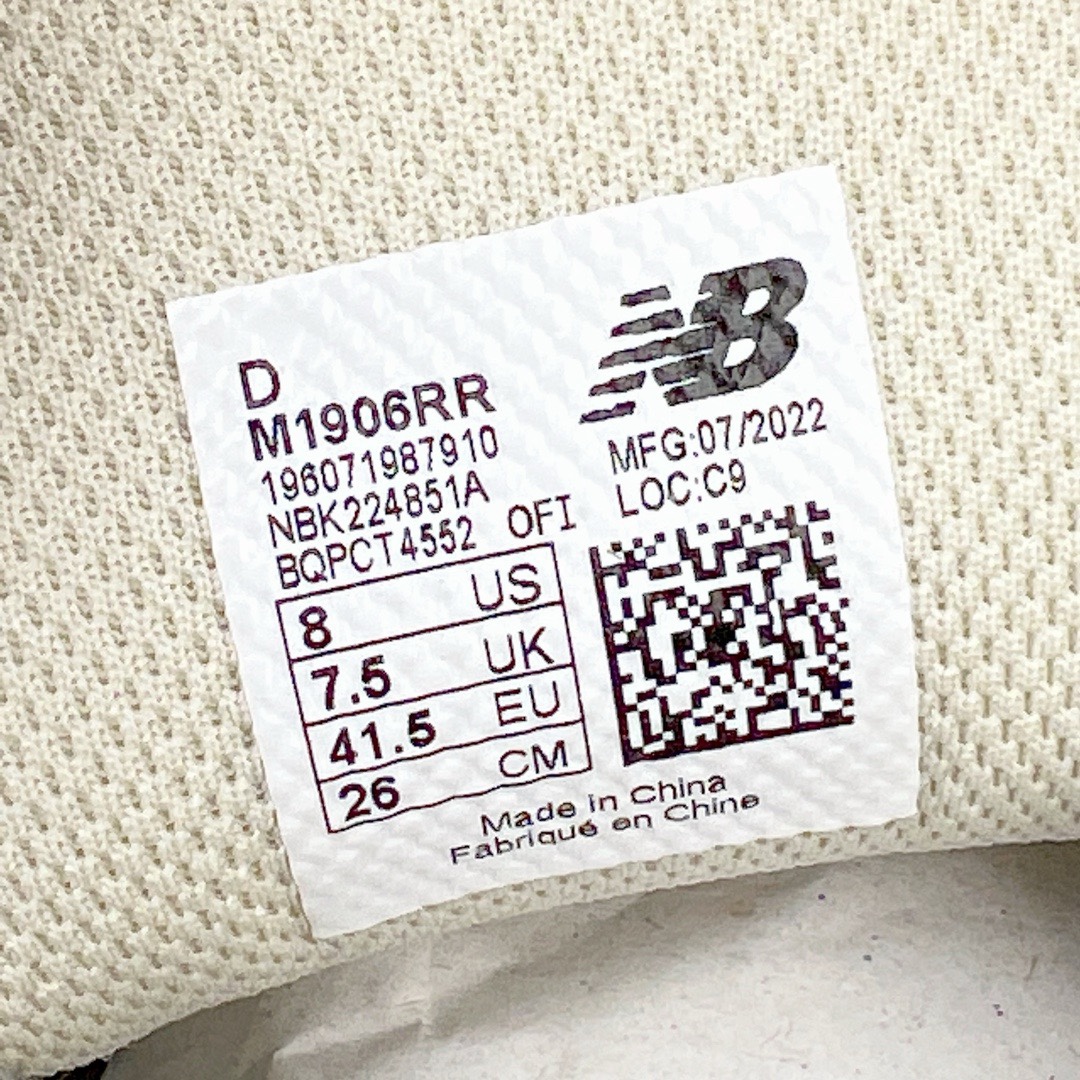 D
M1906RR
196071987910
NBK224851A
BQPCT4552 OFI
8 US
7.5 UK
41.5 EU
26 CM
NB
MFG:07/2022
LOC:C9
Made in China
Fabriqué en Chine